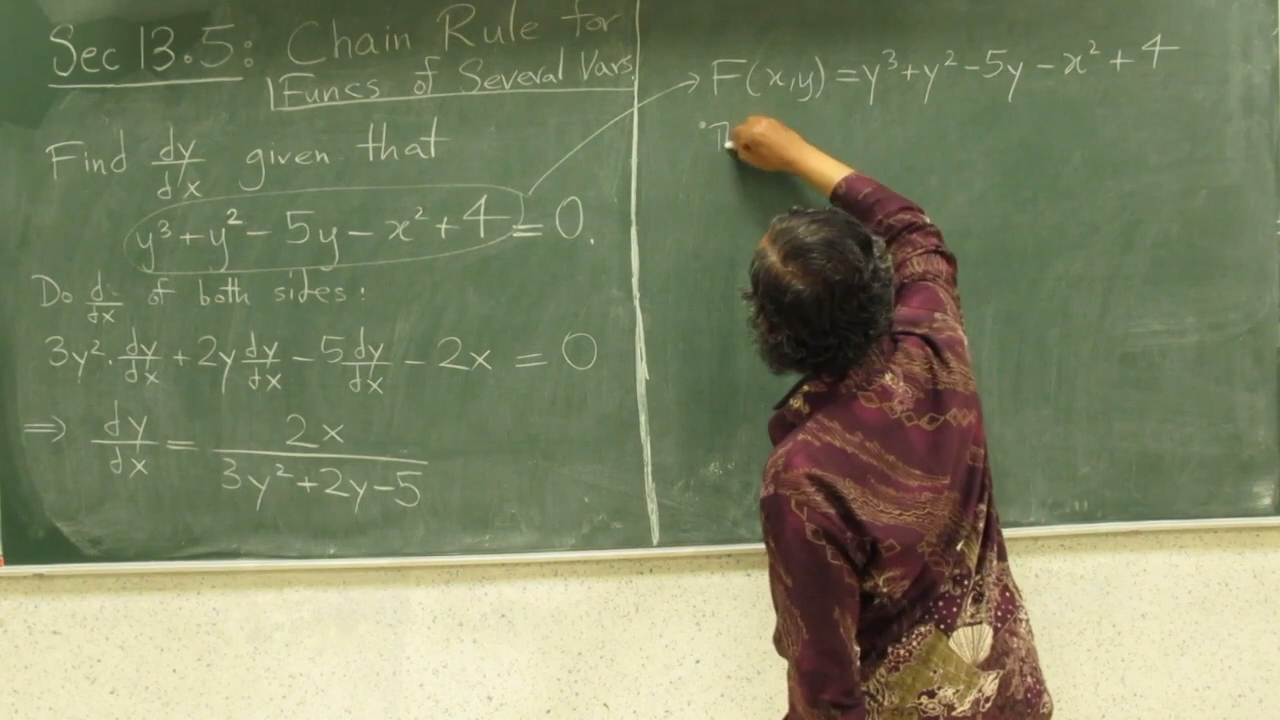 Sec 13.5: Chain Rule for
Funcs of Several Vars
Find dy/dx given that
y³+y²-5y-x²+4=0.
Do d/dx of both sides:
3y²·dy/dx+2y dy/dx-5dy/dx-2x=0
⇒ dy/dx = 2x/(3y²+2y-5)
→ F(x,y)=y³+y²-5y-x²+4